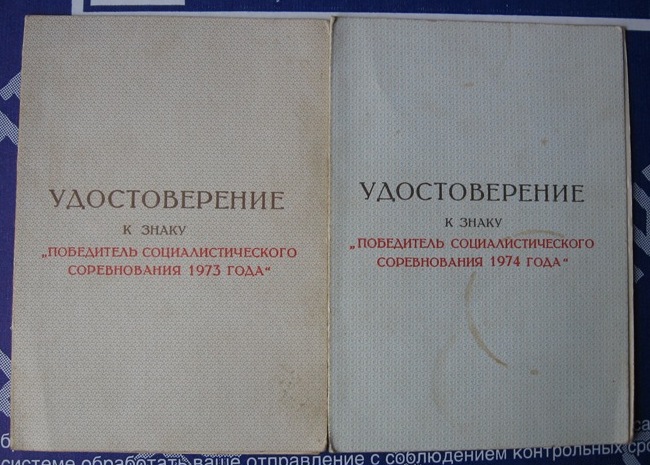 УДОСТОВЕРЕНИЕ
К ЗНАКУ
„ПОБЕДИТЕЛЬ СОЦИАЛИСТИЧЕСКОГО
СОРЕВНОВАНИЯ 1973 ГОДА“
УДОСТОВЕРЕНИЕ
К ЗНАКУ
„ПОБЕДИТЕЛЬ СОЦИАЛИСТИЧЕСКОГО
СОРЕВНОВАНИЯ 1974 ГОДА“
системе обработать ваше отправление с соблюдением контрольных